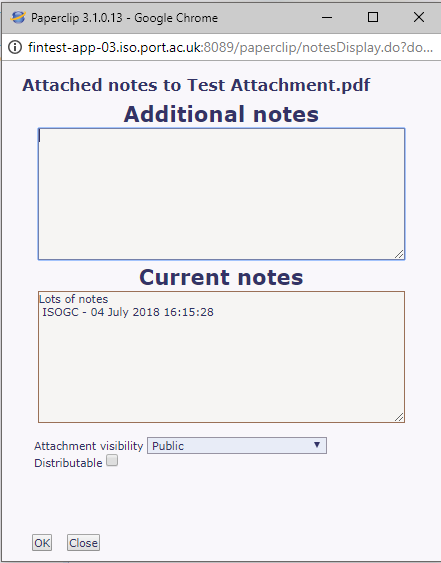 Paperclip 3.1.0.13 - Google Chrome
fintest-app-03.iso.port.ac.uk:8089/paperclip/notesDisplay.do?do...
Attached notes to Test Attachment.pdf
Additional notes
Current notes
Lots of notes
ISOGC - 04 July 2018 16:15:28
Attachment visibility Public
Distributable
OK Close